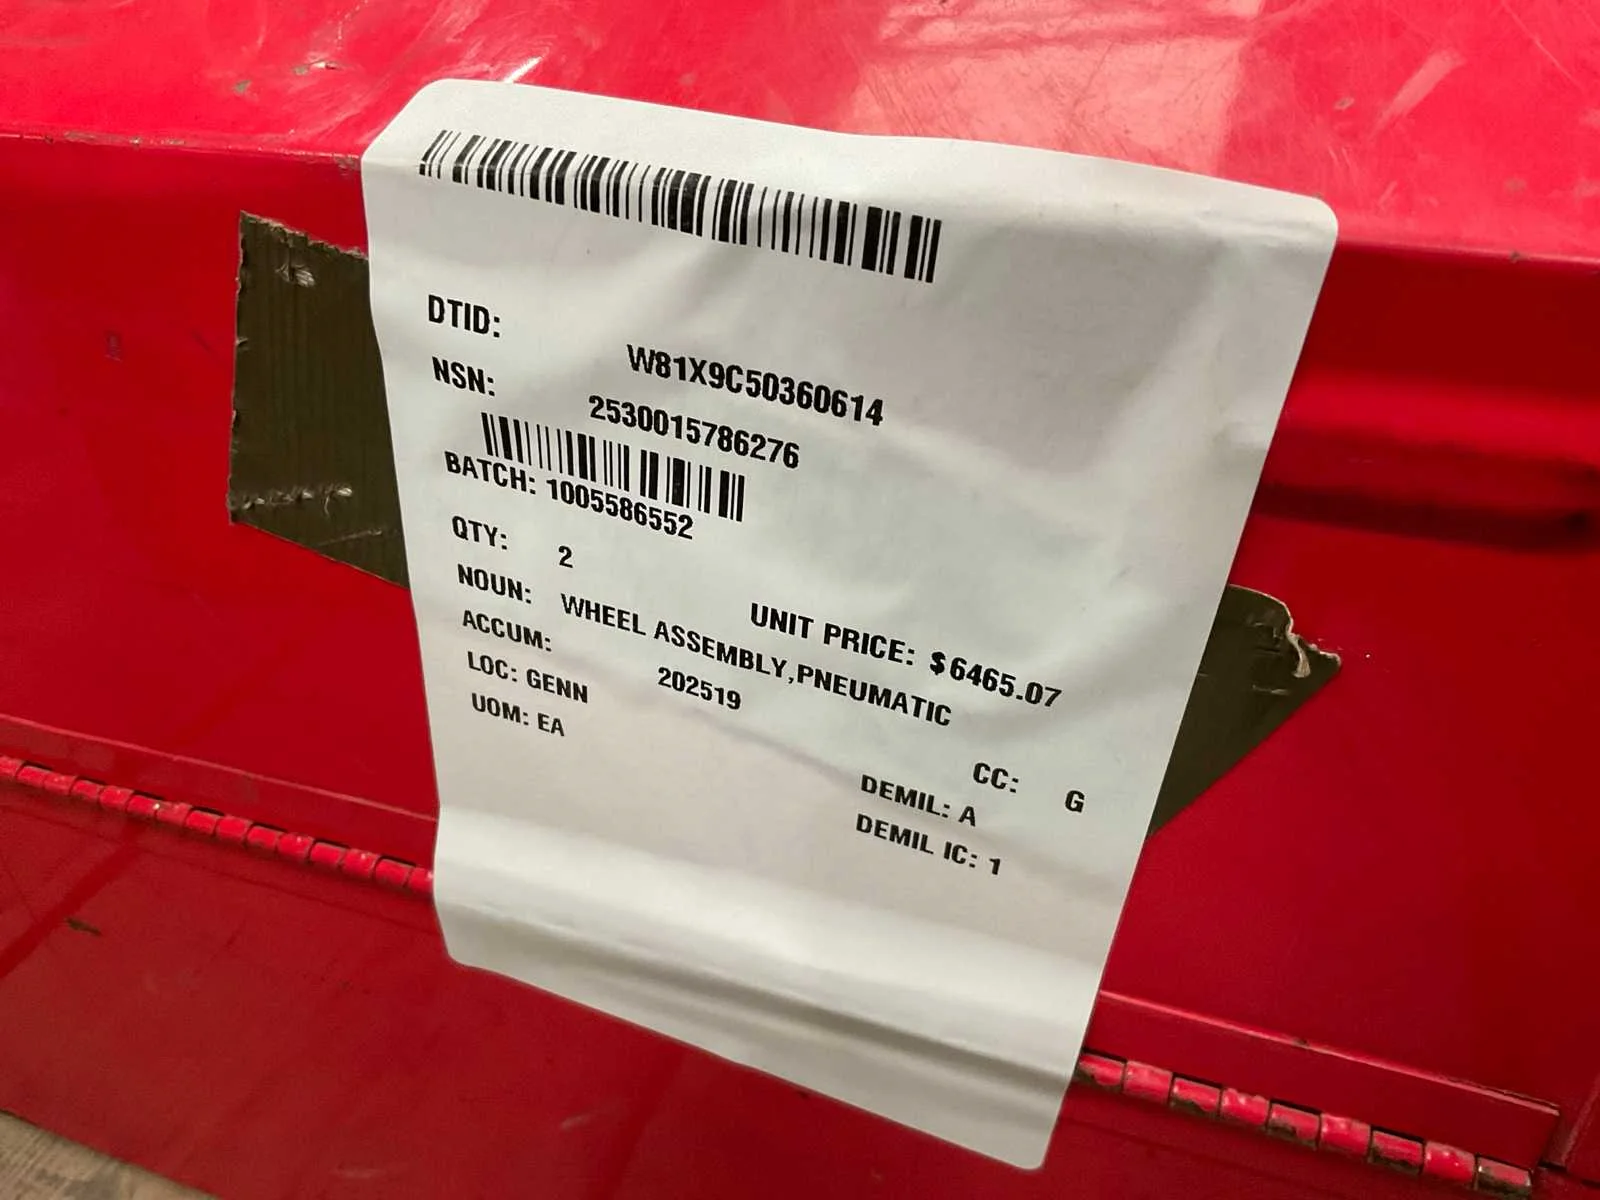 DTID: W81X9C50360614
NSN: 2530015786276
BATCH: 1005586552
QTY: 2 UNIT PRICE: $6465.07
NOUN: WHEEL ASSEMBLY,PNEUMATIC
ACCUM: 202519
LOC: GENN CC: G
UOM: EA DEMIL: A
DEMIL IC: 1